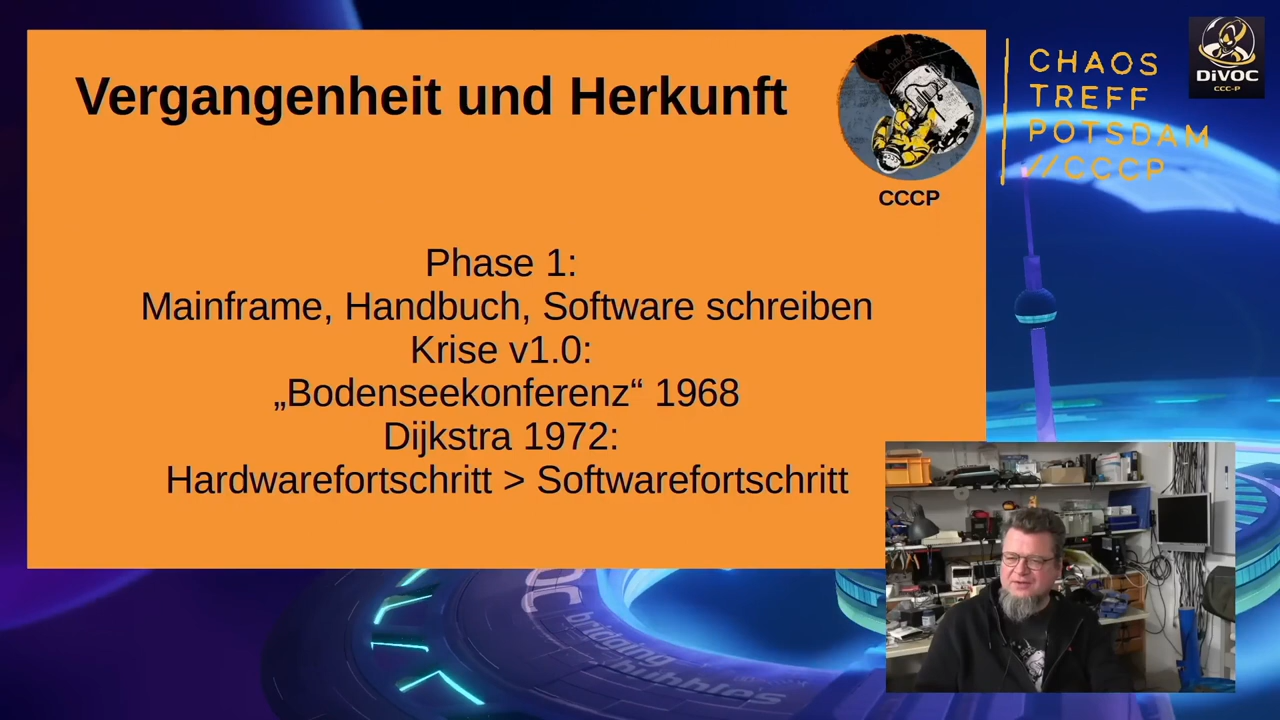 Vergangenheit und Herkunft
CCCP
Phase 1:
Mainframe, Handbuch, Software schreiben
Krise v1.0:
„Bodenseekonferenz“ 1968
Dijkstra 1972:
Hardwarefortschritt > Softwarefortschritt
CHAOS
TREFF
POTSDAM
//CCCP
DiVOC
CCC-P
bridging
bubbles